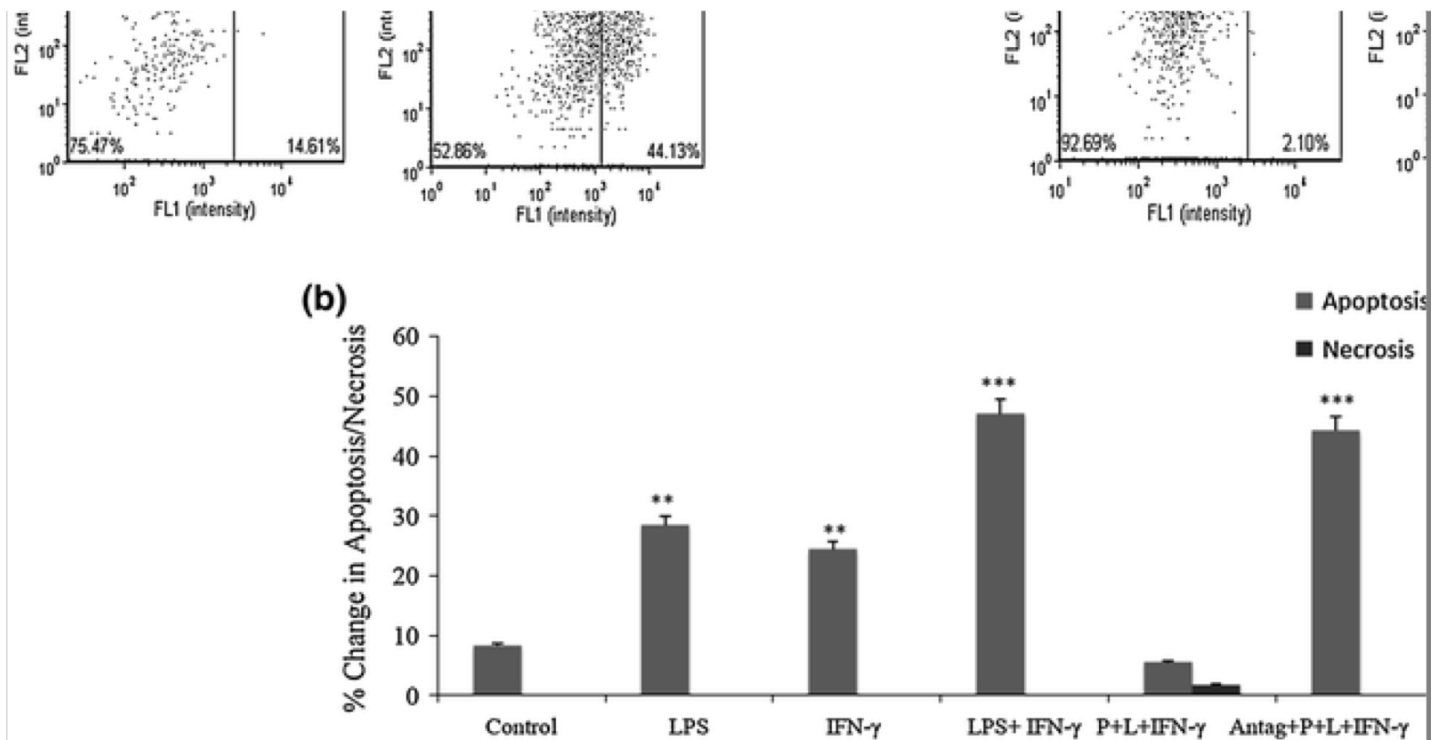 FL2 (int
10²
10¹
10⁰
75.47%
14.61%
10² 10³ 10⁴
FL1 (intensity)
FL2 (int
10²
10¹
10⁰
52.86%
44.13%
10⁰ 10¹ 10² 10³ 10⁴
FL1 (intensity)
FL2 (i
10²
10¹
10⁰
92.69%
2.10%
10¹ 10² 10³ 10⁴
FL1 (intensity)
FL2 (i
10²
10¹
10⁰
(b)
Apoptosis
Necrosis
% Change in Apoptosis/Necrosis
60
50
40
30
20
10
0
**
**
***
***
Control LPS IFN-γ LPS+ IFN-γ P+L+IFN-γ Antag+P+L+IFN-γ